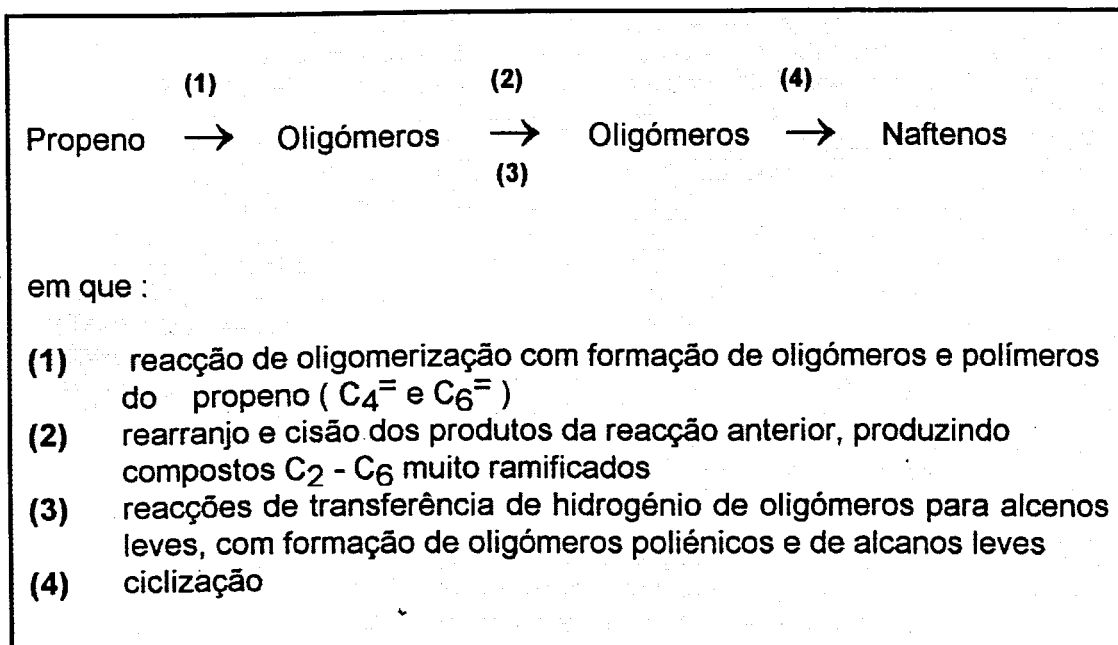 (1) (2) (4)
Propeno → Oligómeros → Oligómeros → Naftenos
(3)
em que :
(1) reacção de oligomerização com formação de oligómeros e polímeros
do propeno ( C4= e C6= )
(2) rearranjo e cisão dos produtos da reacção anterior, produzindo
compostos C2 - C6 muito ramificados
(3) reacções de transferência de hidrogénio de oligómeros para alcenos
leves, com formação de oligómeros poliénicos e de alcanos leves
(4) ciclização